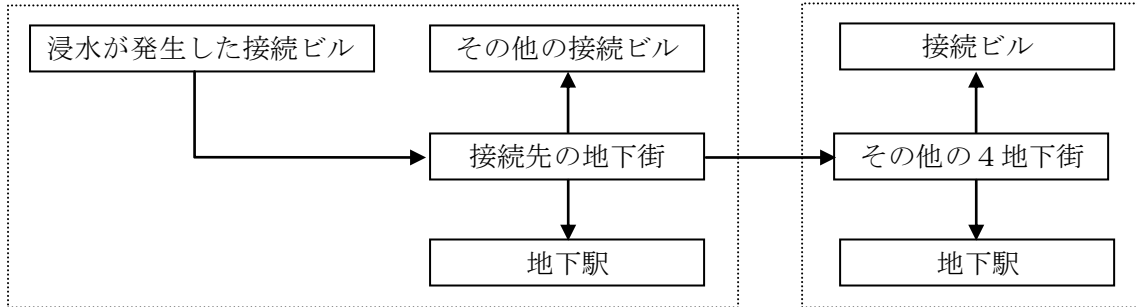 浸水が発生した接続ビル
その他の接続ビル
接続ビル
接続先の地下街
その他の４地下街
地下駅
地下駅